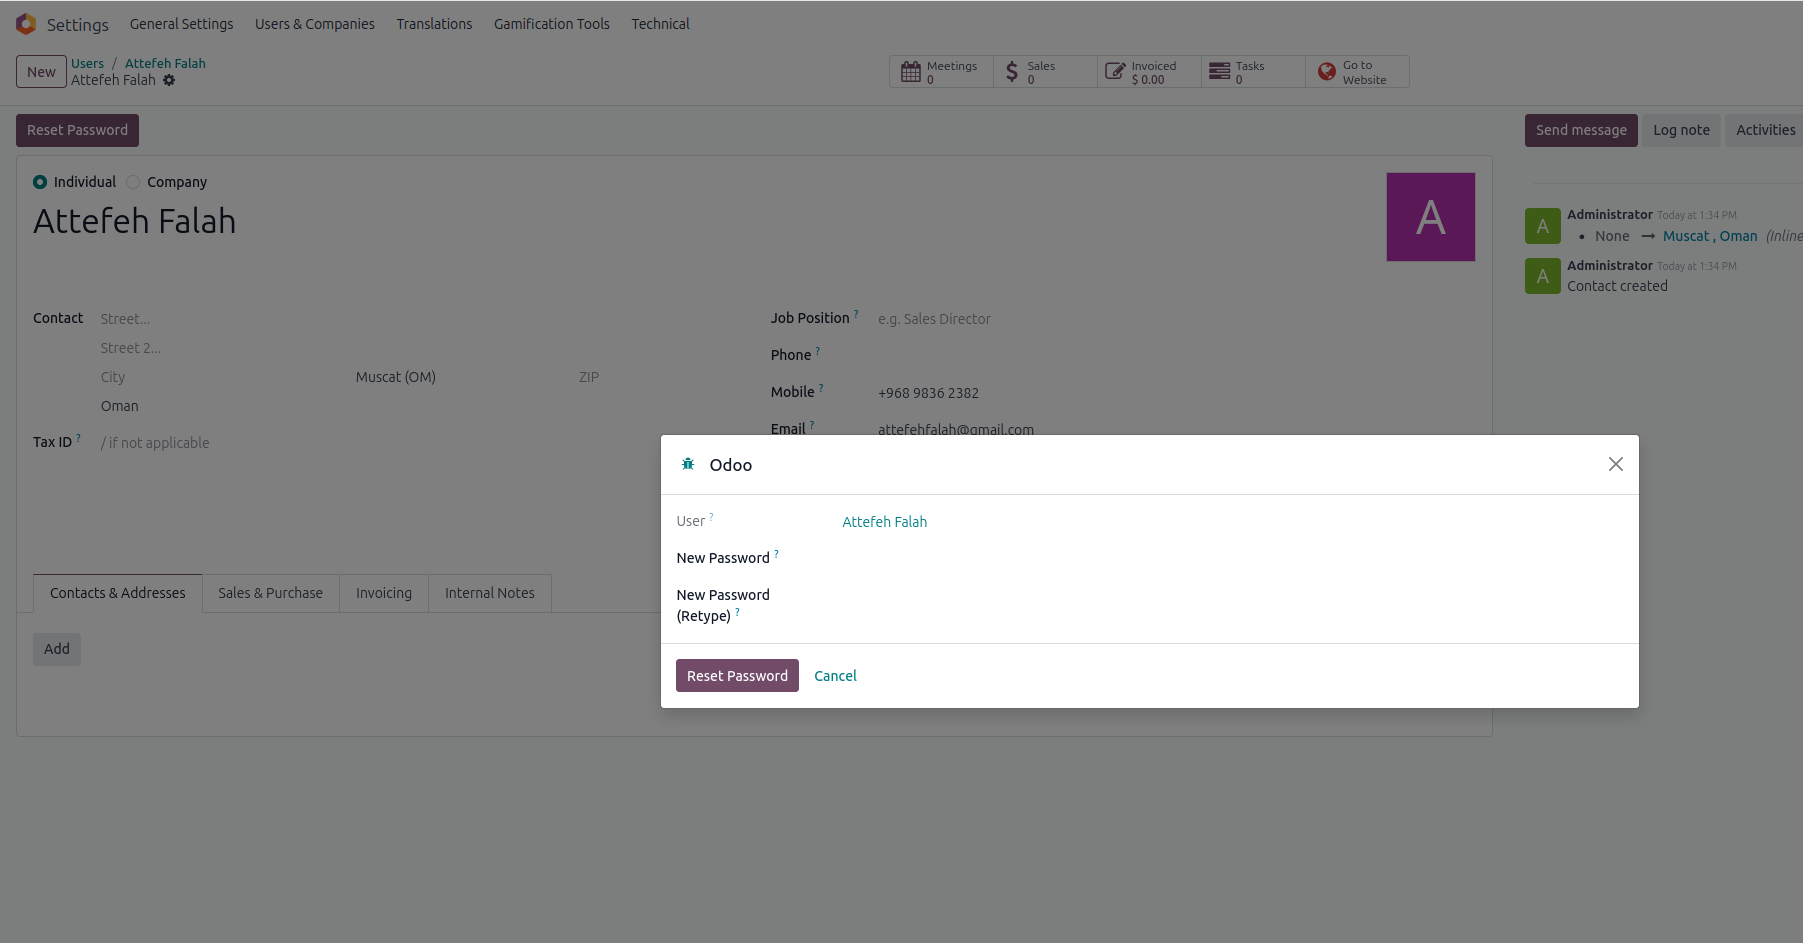 Settings General Settings Users & Companies Translations Gamification Tools Technical
New
Users / Attefeh Falah
Attefeh Falah
Meetings
0
Sales
0
Invoiced
$ 0.00
Tasks
0
Go to
Website
Reset Password
Send message Log note Activities
Individual Company
Attefeh Falah
A
Contact Street...
Street 2...
City Muscat (OM) ZIP
Oman
Tax ID ? / if not applicable
Job Position ? e.g. Sales Director
Phone ?
Mobile ? +968 9836 2382
Email ? attefehfalah@gmail.com
A
Administrator Today at 1:34 PM
• None → Muscat , Oman (Inline
A
Administrator Today at 1:34 PM
Contact created
Odoo
User ? Attefeh Falah
New Password ?
New Password
(Retype) ?
Reset Password Cancel
Contacts & Addresses Sales & Purchase Invoicing Internal Notes
Add